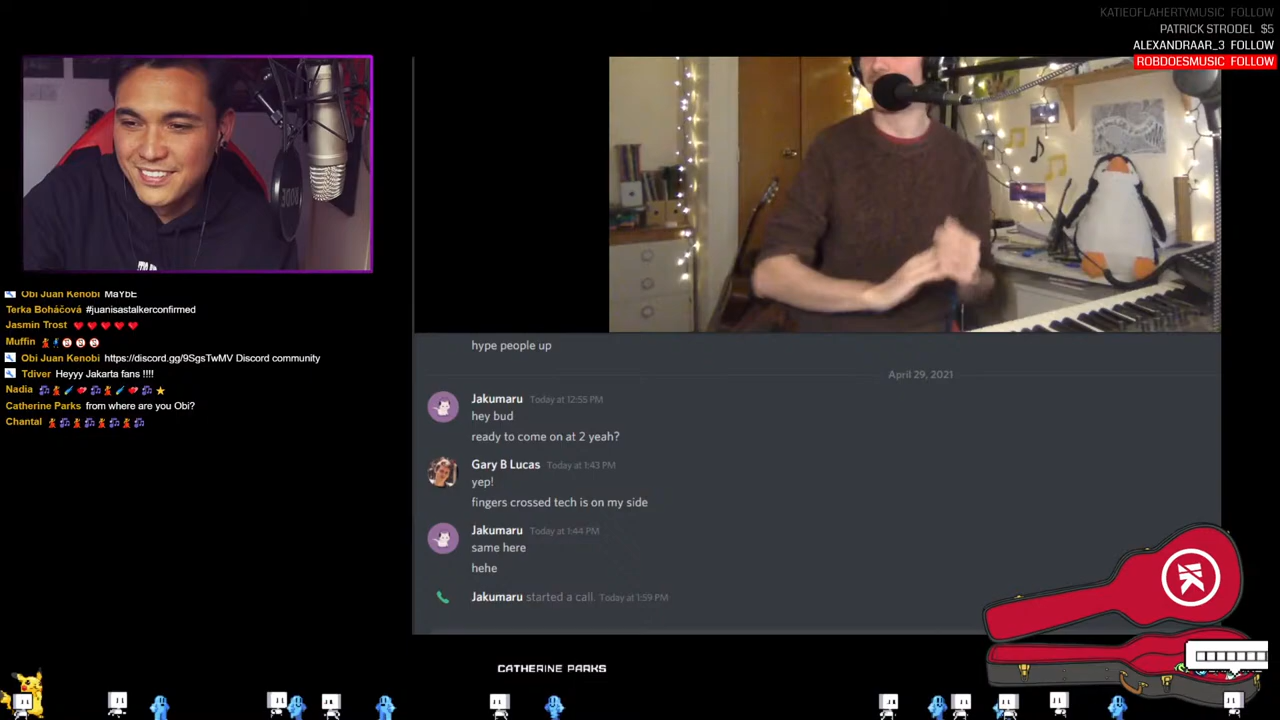 KATIEOFLAHERTYMUSIC FOLLOW
PATRICK STRODEL $5
ALEXANDRAAR_3 FOLLOW
ROBDOESMUSIC FOLLOW
RODE
Obi Juan Kenobi MaYbE
Terka Boháčová #juanisastalkerconfirmed
Jasmin Trost ❤️❤️❤️❤️❤️
Muffin
Obi Juan Kenobi https://discord.gg/9SgsTwMV Discord community
Tdiver Heyyy Jakarta fans !!!!
Nadia
Catherine Parks from where are you Obi?
Chantal
hype people up
April 29, 2021
Jakumaru Today at 12:55 PM
hey bud
ready to come on at 2 yeah?
Gary B Lucas Today at 1:43 PM
yep!
fingers crossed tech is on my side
Jakumaru Today at 1:44 PM
same here
hehe
Jakumaru started a call. Today at 1:59 PM
CATHERINE PARKS